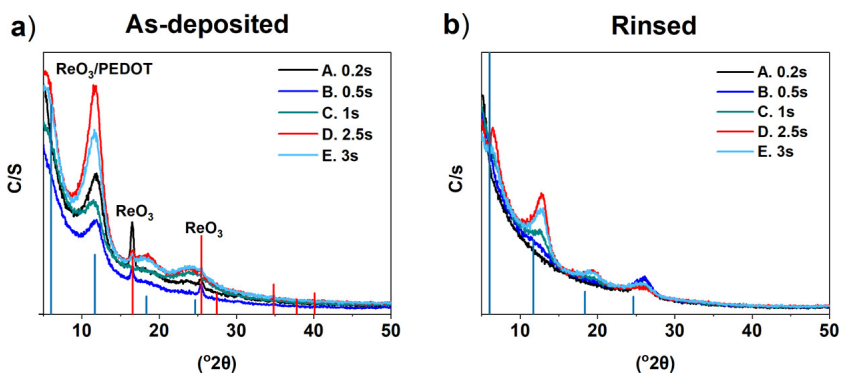 a)
As-deposited
ReO₃/PEDOT
ReO₃
ReO₃
A. 0.2s
B. 0.5s
C. 1s
D. 2.5s
E. 3s
C/S
10 20 30 40 50
(°2θ)
b)
Rinsed
A. 0.2s
B. 0.5s
C. 1s
D. 2.5s
E. 3s
C/s
10 20 30 40 50
(°2θ)